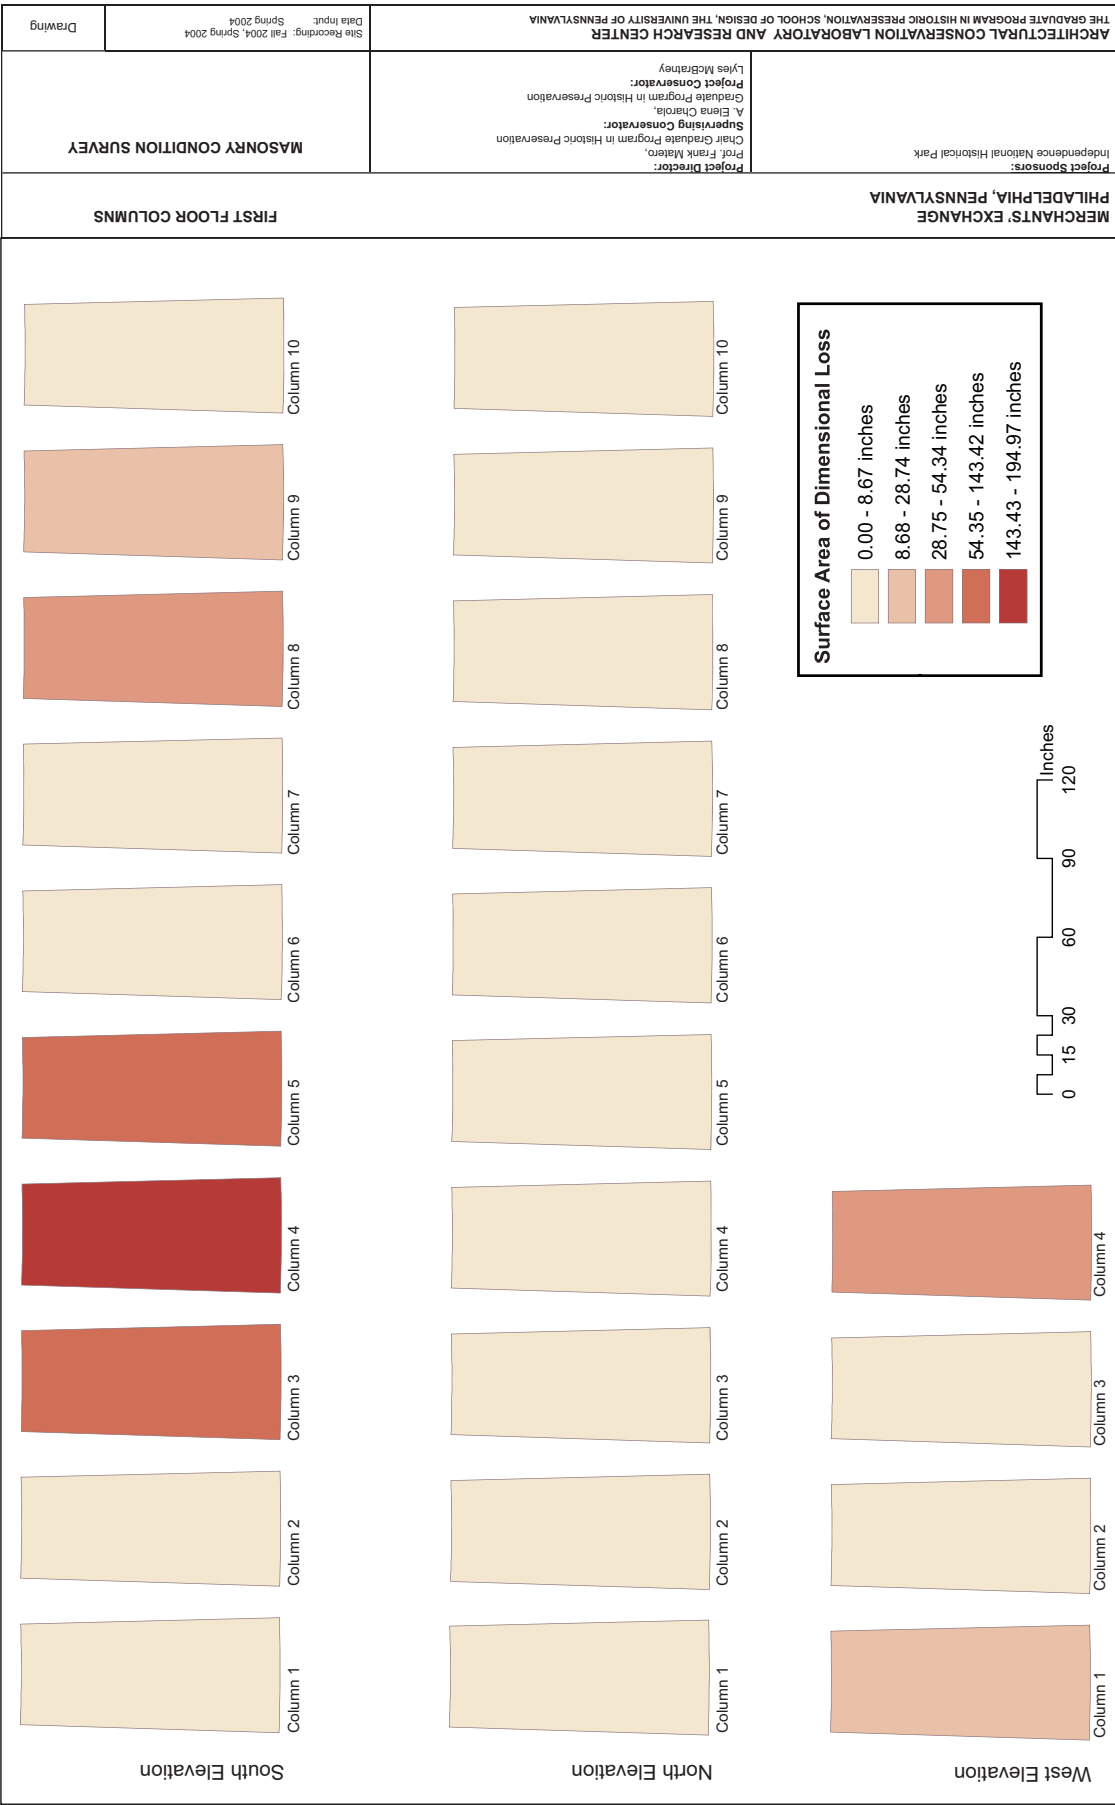 South Elevation
Column 1
Column 2
Column 3
Column 4
Column 5
Column 6
Column 7
Column 8
Column 9
Column 10
North Elevation
Column 1
Column 2
Column 3
Column 4
Column 5
Column 6
Column 7
Column 8
Column 9
Column 10
West Elevation
Column 1
Column 2
Column 3
Column 4
0 15 30 60 90 120
Inches
Surface Area of Dimensional Loss
0.00 - 8.67 inches
8.68 - 28.74 inches
28.75 - 54.34 inches
54.35 - 143.42 inches
143.43 - 194.97 inches
MERCHANTS' EXCHANGE
PHILADELPHIA, PENNSYLVANIA
FIRST FLOOR COLUMNS
Project Sponsors:
Independence National Historical Park
Project Director:
Prof. Frank Matero,
Chair Graduate Program in Historic Preservation
Supervising Conservator:
A. Elena Charola,
Graduate Program in Historic Preservation
Project Conservator:
Lyles McBratney
MASONRY CONDITION SURVEY
ARCHITECTURAL CONSERVATION LABORATORY AND RESEARCH CENTER
THE GRADUATE PROGRAM IN HISTORIC PRESERVATION, SCHOOL OF DESIGN, THE UNIVERSITY OF PENNSYLVANIA
Site Recording: Fall 2004, Spring 2004
Data Input: Spring 2004
Drawing